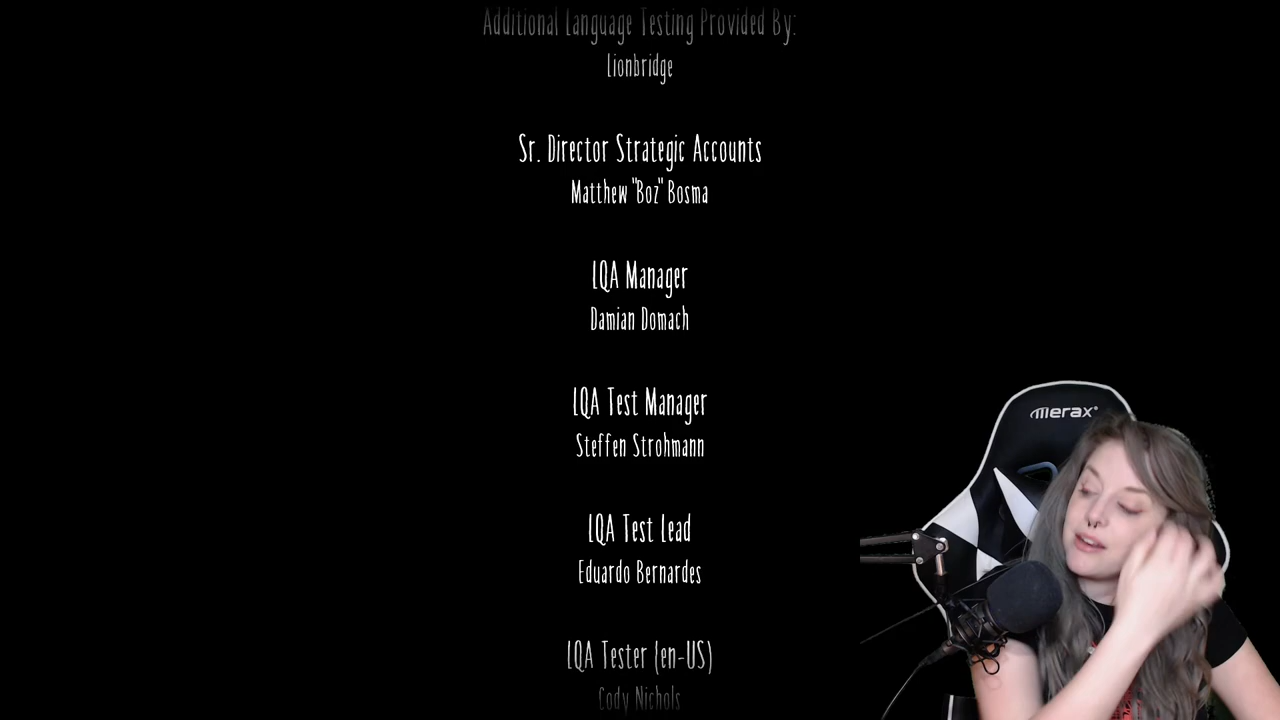 Additional Language Testing Provided By:
Lionbridge
Sr. Director Strategic Accounts
Matthew "Boz" Bosma
LQA Manager
Damian Domach
LQA Test Manager
Steffen Strohmann
LQA Test Lead
Eduardo Bernardes
LQA Tester (en-US)
Cody Nichols
merax